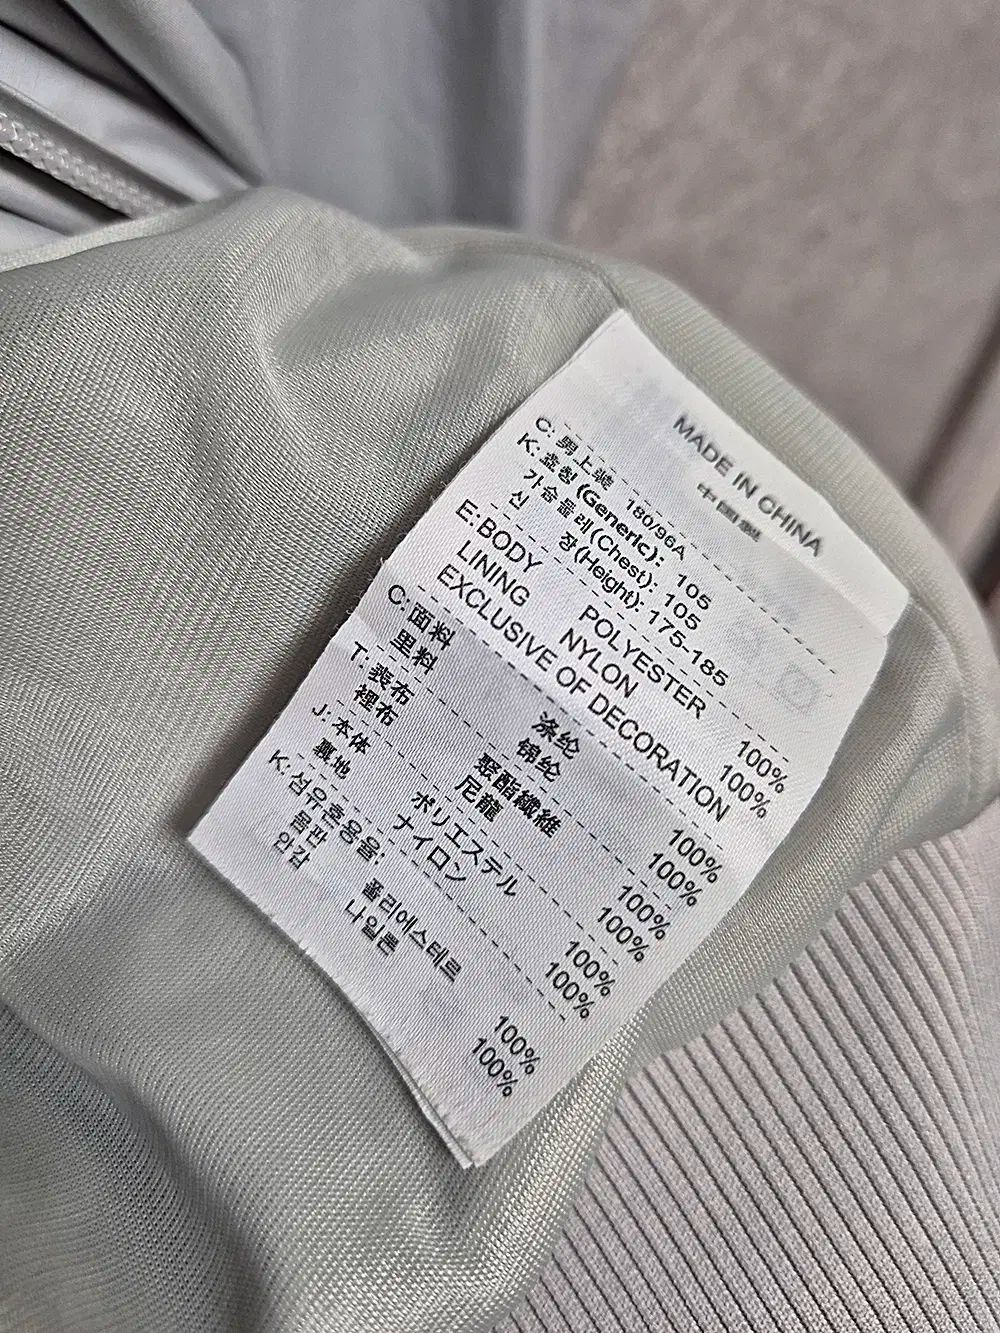 MADE IN CHINA
中国製
C: 男上裝 180/96A
K: 호칭 (Generic): 105
가슴둘레(Chest): 105
신 장(Height): 175-185
E:BODY POLYESTER 100%
LINING NYLON 100%
EXCLUSIVE OF DECORATION
C:面料 涤纶 100%
里料 锦纶 100%
T: 表布 聚酯纖維 100%
裡布 尼龍 100%
J: 本体 ポリエステル 100%
裏地 ナイロン 100%
K: 섬유혼용율:
몸판 폴리에스테르 100%
안감 나일론 100%